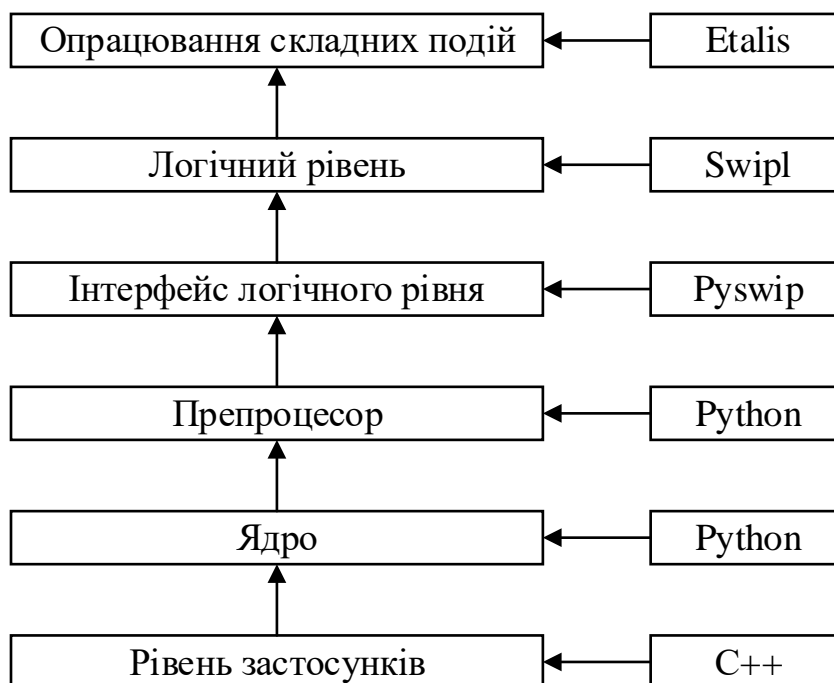 Опрацювання складних подій
Etalis
Логічний рівень
Swipl
Інтерфейс логічного рівня
Pyswip
Препроцесор
Python
Ядро
Python
Рівень застосунків
C++